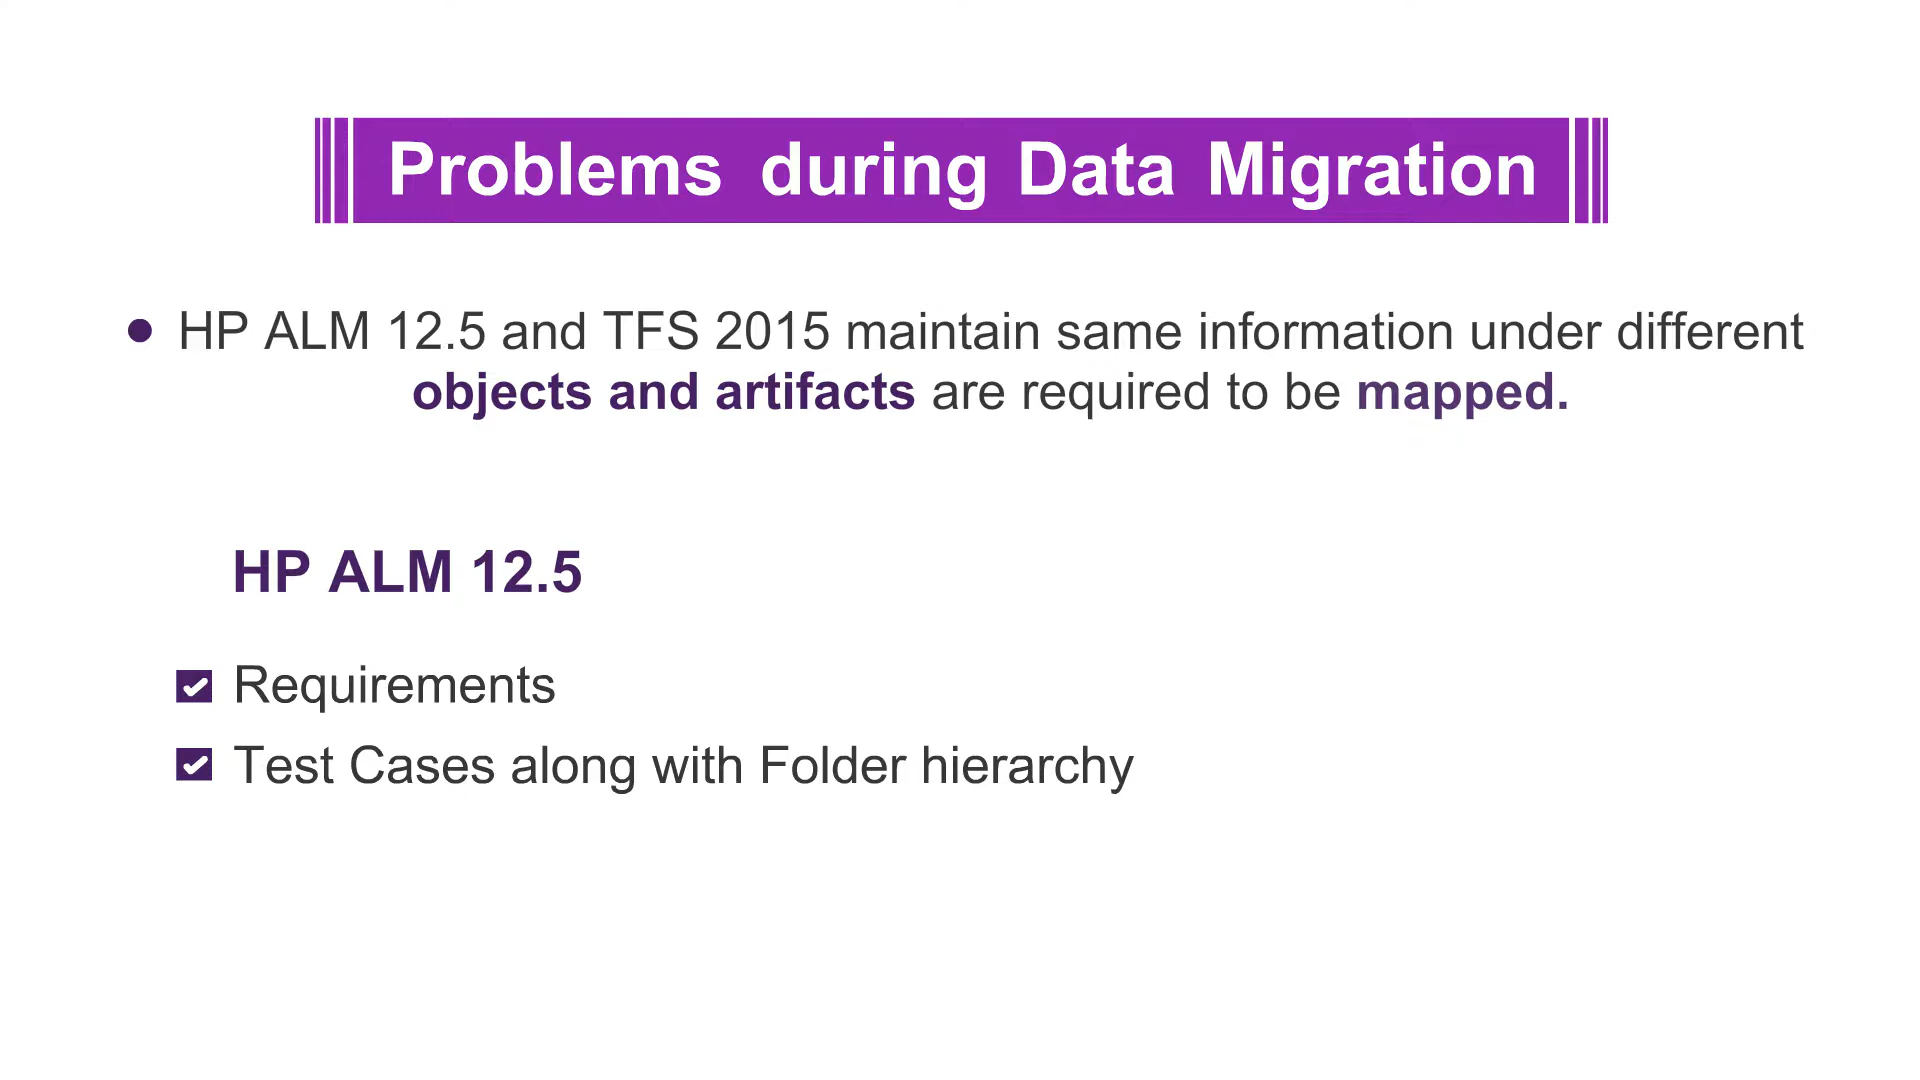 Problems during Data Migration
HP ALM 12.5 and TFS 2015 maintain same information under different
objects and artifacts are required to be mapped.
HP ALM 12.5
Requirements
Test Cases along with Folder hierarchy